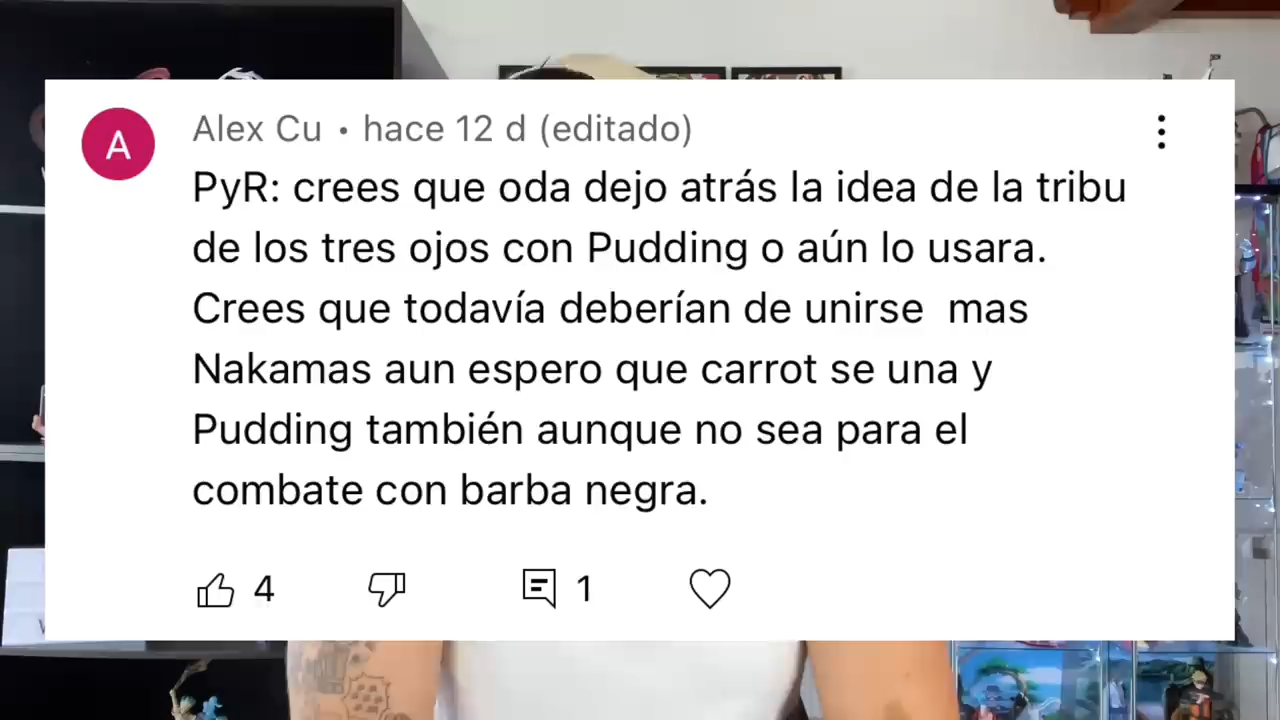 A
Alex Cu • hace 12 d (editado)
PyR: crees que oda dejo atrás la idea de la tribu
de los tres ojos con Pudding o aún lo usara.
Crees que todavía deberían de unirse  mas
Nakamas aun espero que carrot se una y
Pudding también aunque no sea para el
combate con barba negra.
4
1